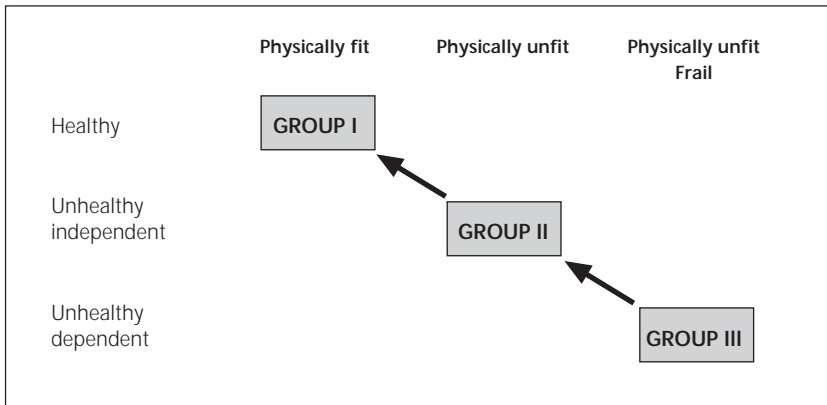 Physically fit
Physically unfit
Physically unfit
Frail
Healthy
GROUP I
Unhealthy
independent
GROUP II
Unhealthy
dependent
GROUP III